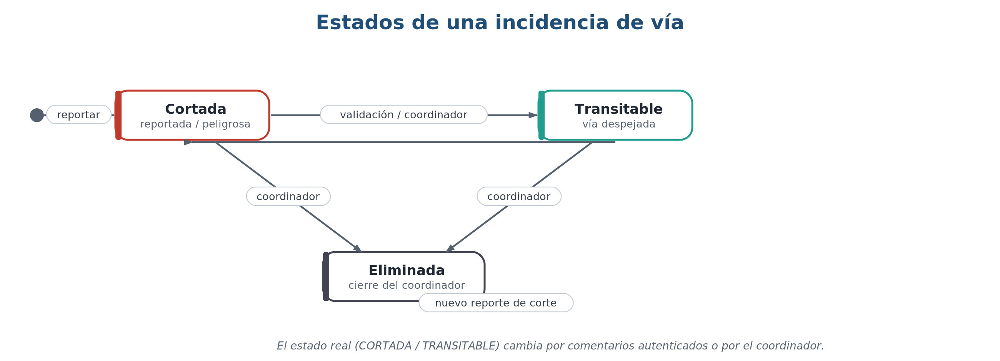 Estados de una incidencia de vía
reportar
Cortada
reportada / peligrosa
validación / coordinador
Transitable
vía despejada
coordinador
coordinador
Eliminada
cierre del coordinador
nuevo reporte de corte
El estado real (CORTADA / TRANSITABLE) cambia por comentarios autenticados o por el coordinador.